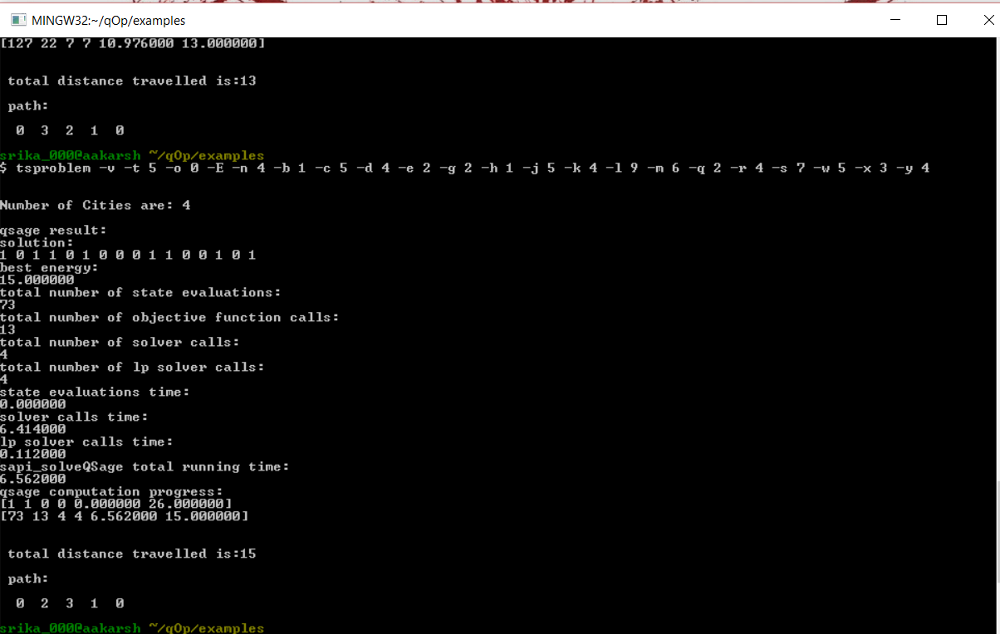 MINGW32:~/qOp/examples
[127 22 7 7 10.976000 13.000000]
total distance travelled is:13
path:
0 3 2 1 0
srika_000@aakarsh ~/qOp/examples
$ tsproblem -v -t 5 -o 0 -E -n 4 -b 1 -c 5 -d 4 -e 2 -g 2 -h 1 -j 5 -k 4 -l 9 -m 6 -q 2 -r 4 -s 7 -w 5 -x 3 -y 4
Number of Cities are: 4
qsage result:
solution:
1 0 1 1 0 1 0 0 0 1 1 0 0 1 0 1
best energy:
15.000000
total number of state evaluations:
73
total number of objective function calls:
13
total number of solver calls:
4
total number of lp solver calls:
4
state evaluations time:
0.000000
solver calls time:
6.414000
lp solver calls time:
0.112000
sapi_solveQSage total running time:
6.562000
qsage computation progress:
[1 1 0 0 0.000000 26.000000]
[73 13 4 4 6.562000 15.000000]
total distance travelled is:15
path:
0 2 3 1 0
srika_000@aakarsh ~/qOp/examples